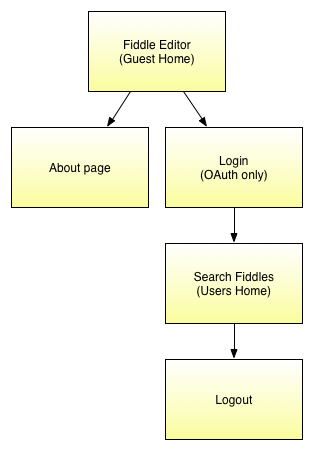 Fiddle Editor
(Guest Home)
About page
Login
(OAuth only)
Search Fiddles
(Users Home)
Logout